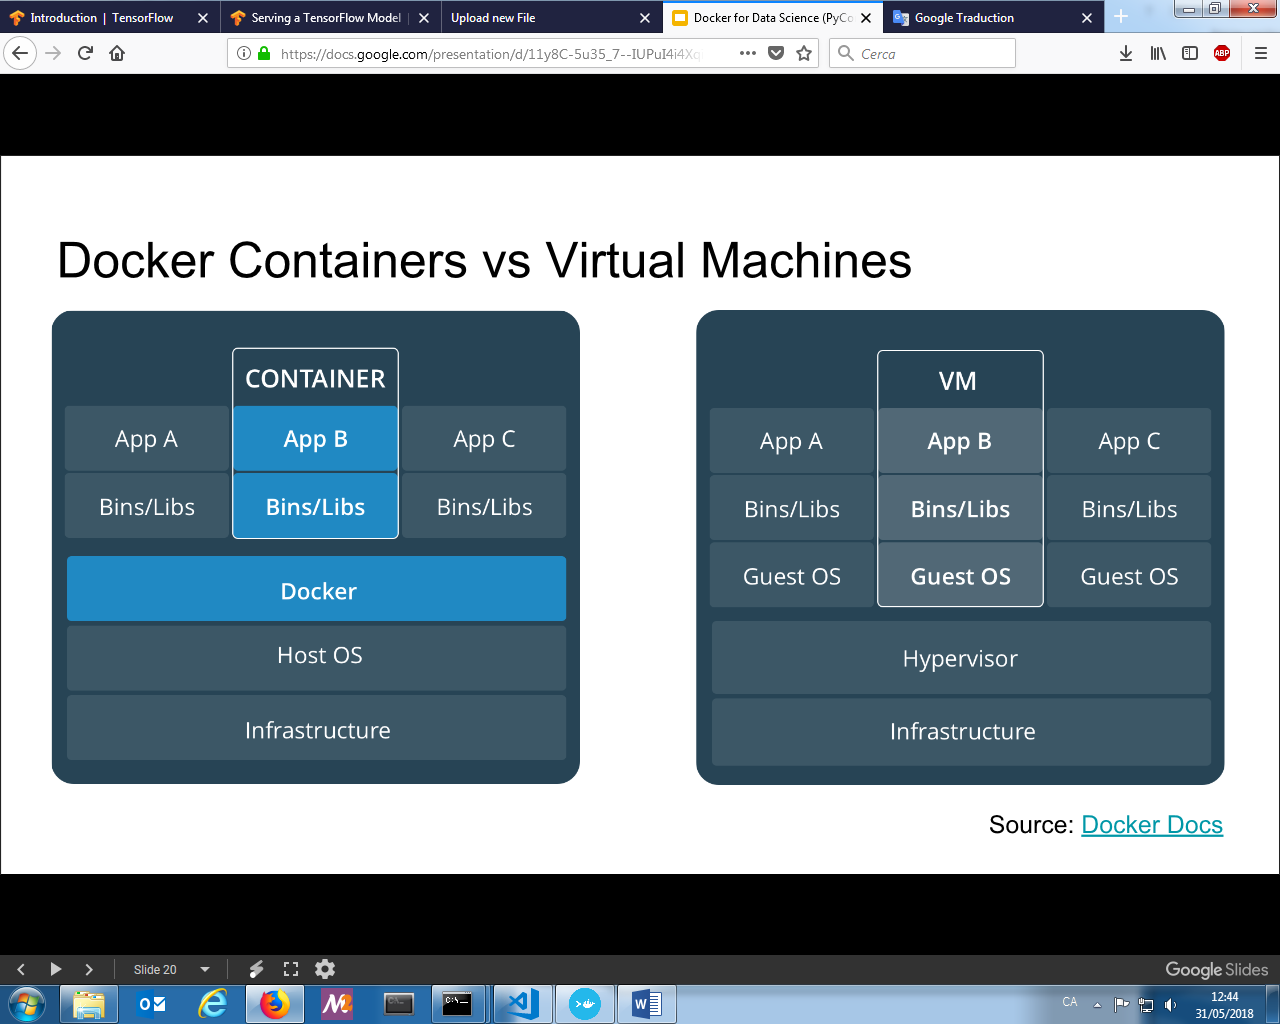 Introduction | TensorFlow
Serving a TensorFlow Model
Upload new File
Docker for Data Science (PyCo
Google Traduction
https://docs.google.com/presentation/d/11y8C-5u35_7--IUPuI4i4Xq
Cerca
ABP
Docker Containers vs Virtual Machines
CONTAINER
App A
App B
App C
Bins/Libs
Bins/Libs
Bins/Libs
Docker
Host OS
Infrastructure
VM
App A
App B
App C
Bins/Libs
Bins/Libs
Bins/Libs
Guest OS
Guest OS
Guest OS
Hypervisor
Infrastructure
Source: Docker Docs
Slide 20
Google Slides
CA
12:44
31/05/2018